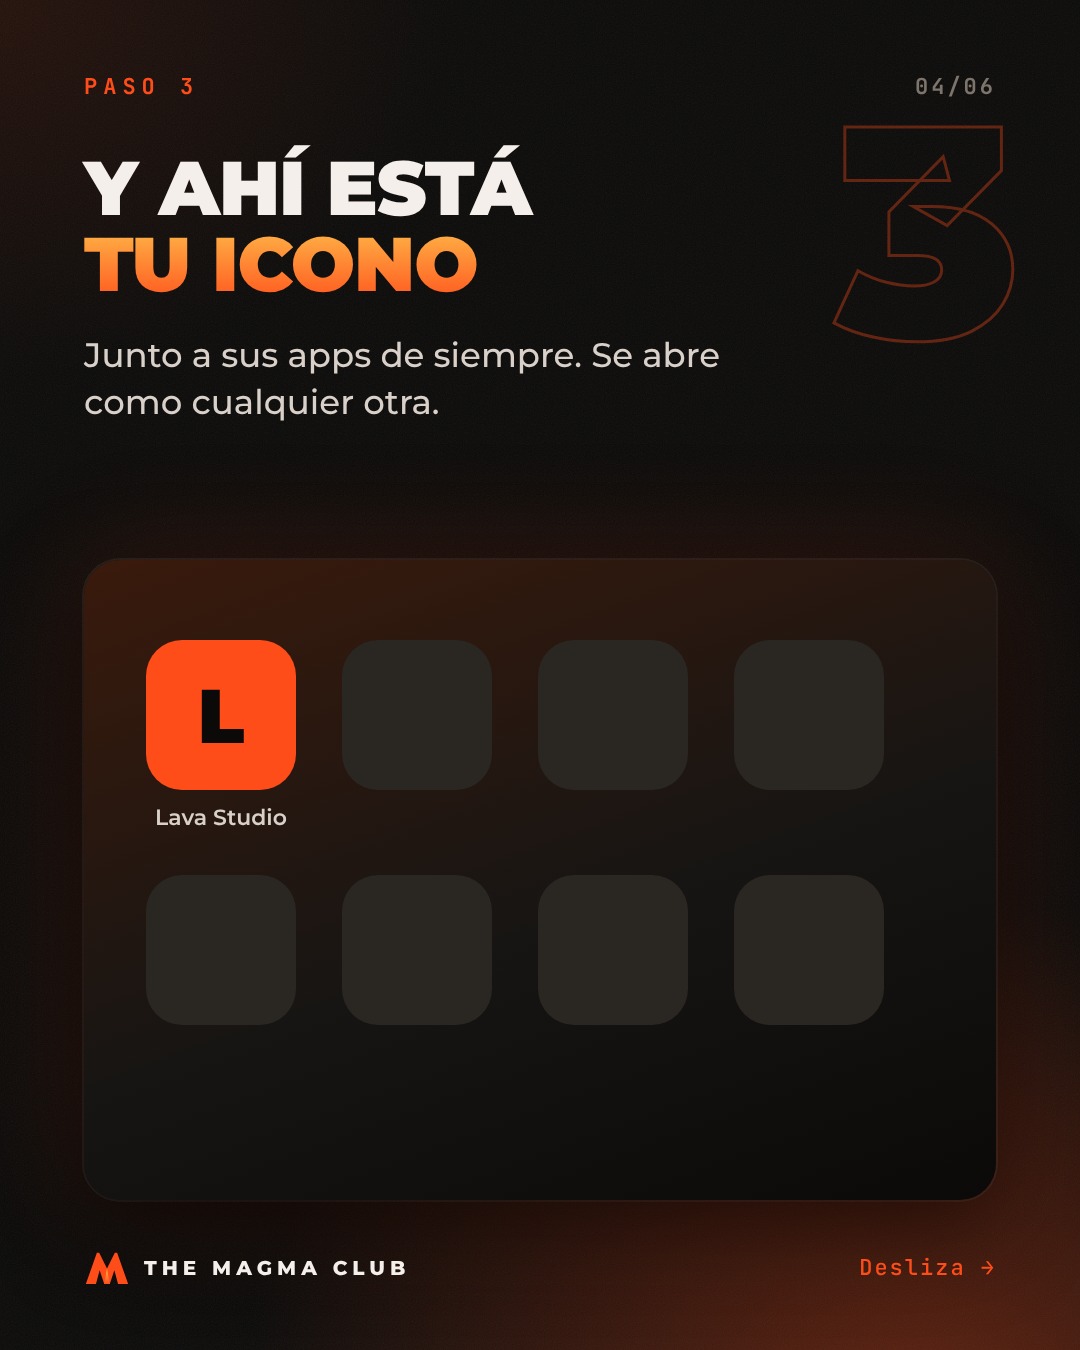 PASO 3
04/06
3
Y AHÍ ESTÁ
TU ICONO
Junto a sus apps de siempre. Se abre
como cualquier otra.
L
Lava Studio
THE MAGMA CLUB
Desliza →